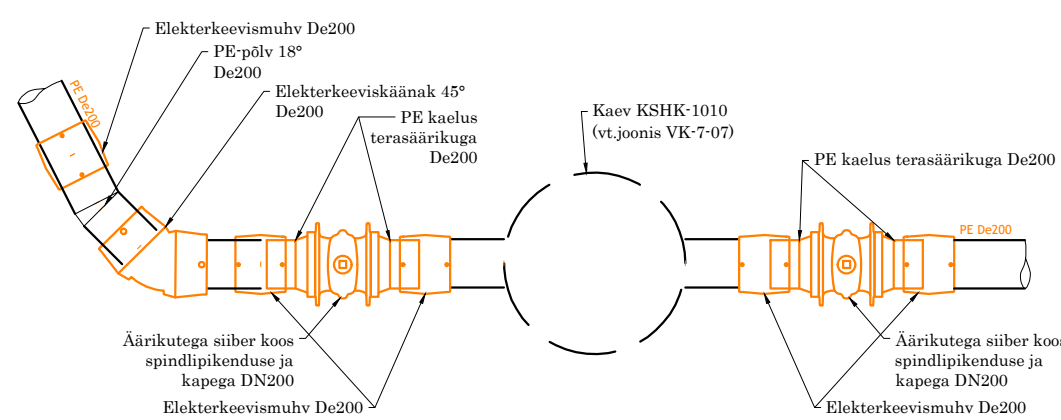 Elekterkeevismuhv De200
PE-põlv 18°
De200
PE De200
Elekterkeeviskäänak 45°
De200
PE kaelus
terasäärikuga
De200
Kaev KSHK-1010
(vt.joonis VK-7-07)
PE kaelus terasäärikuga De200
PE De200
Äärikutega siiber koos
spindlipikenduse ja
kapega DN200
Elekterkeevismuhv De200
Äärikutega siiber koos
spindlipikenduse ja
kapega DN200
Elekterkeevismuhv De200